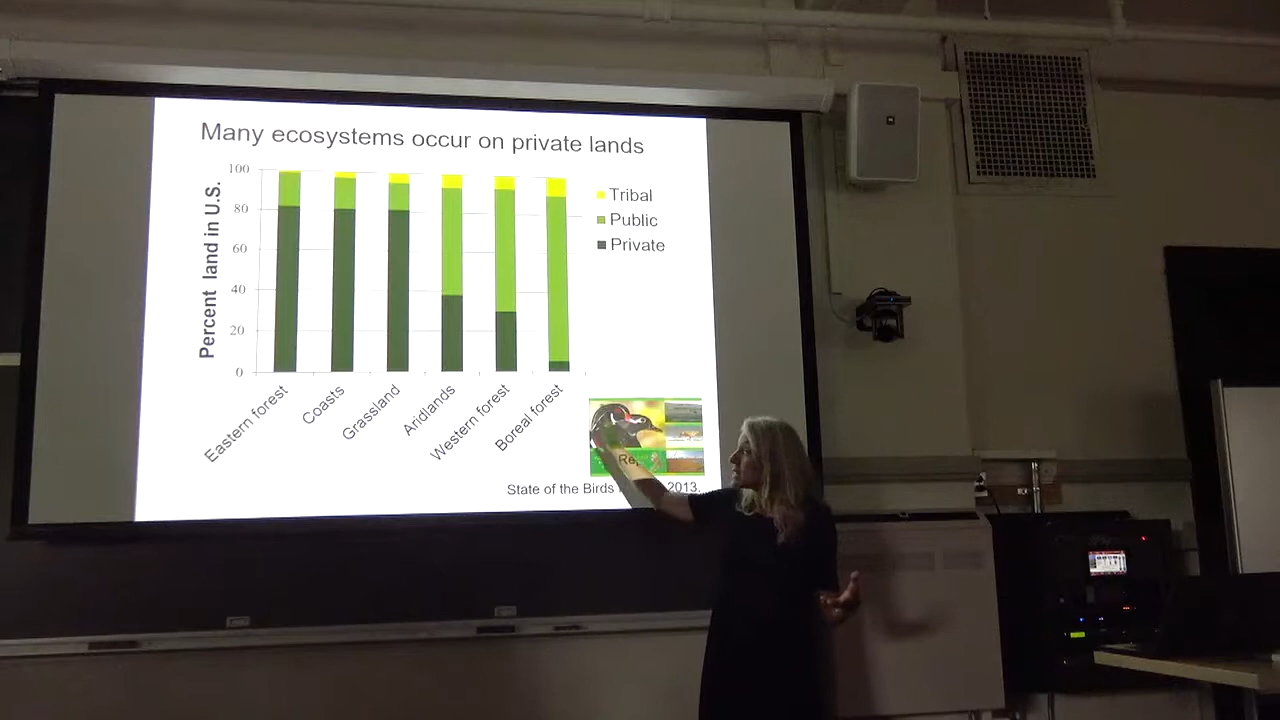 Many ecosystems occur on private lands
Percent land in U.S.
100
80
60
40
20
0
Tribal
Public
Private
Eastern forest
Coasts
Grassland
Aridlands
Western forest
Boreal forest
State of the Birds 2013.